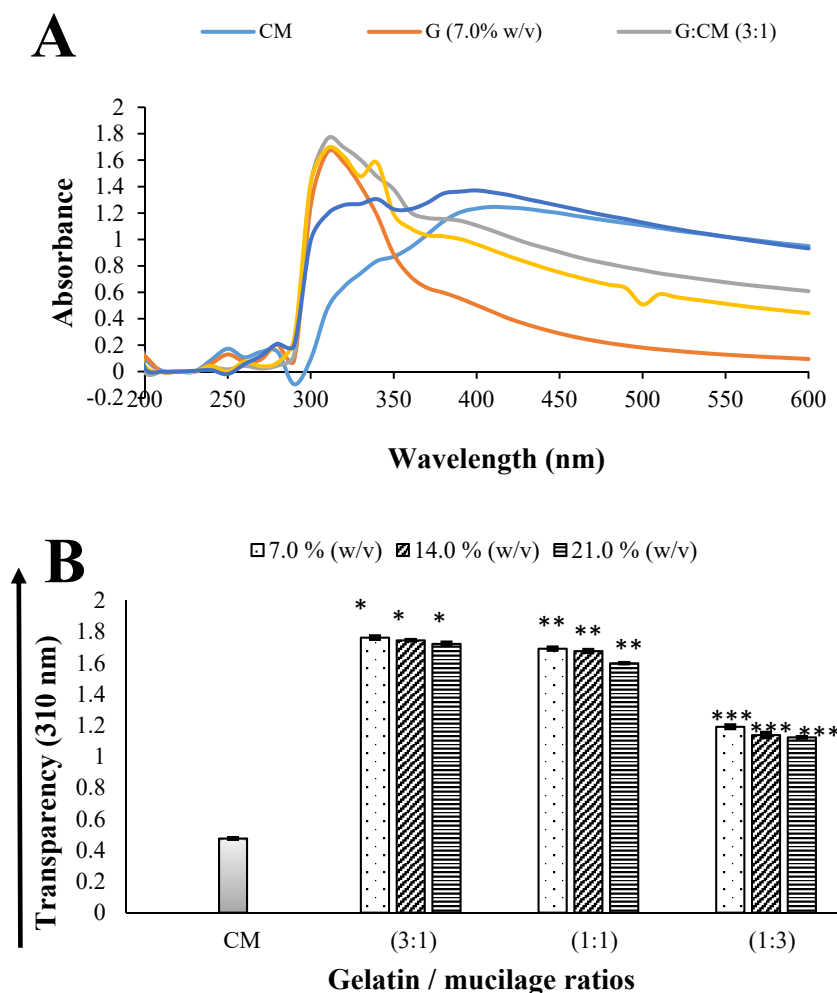 A
CM G (7.0% w/v) G:CM (3:1)
2
1.8
1.6
1.4
1.2
1
0.8
0.6
0.4
0.2
0
-0.2
Absorbance
200 250 300 350 400 450 500 550 600
Wavelength (nm)
B
7.0 % (w/v) 14.0 % (w/v) 21.0 % (w/v)
2
1.8
1.6
1.4
1.2
1
0.8
0.6
0.4
0.2
0
Transparency (310 nm)
* * *
** ** **
*** *** ***
CM (3:1) (1:1) (1:3)
Gelatin / mucilage ratios